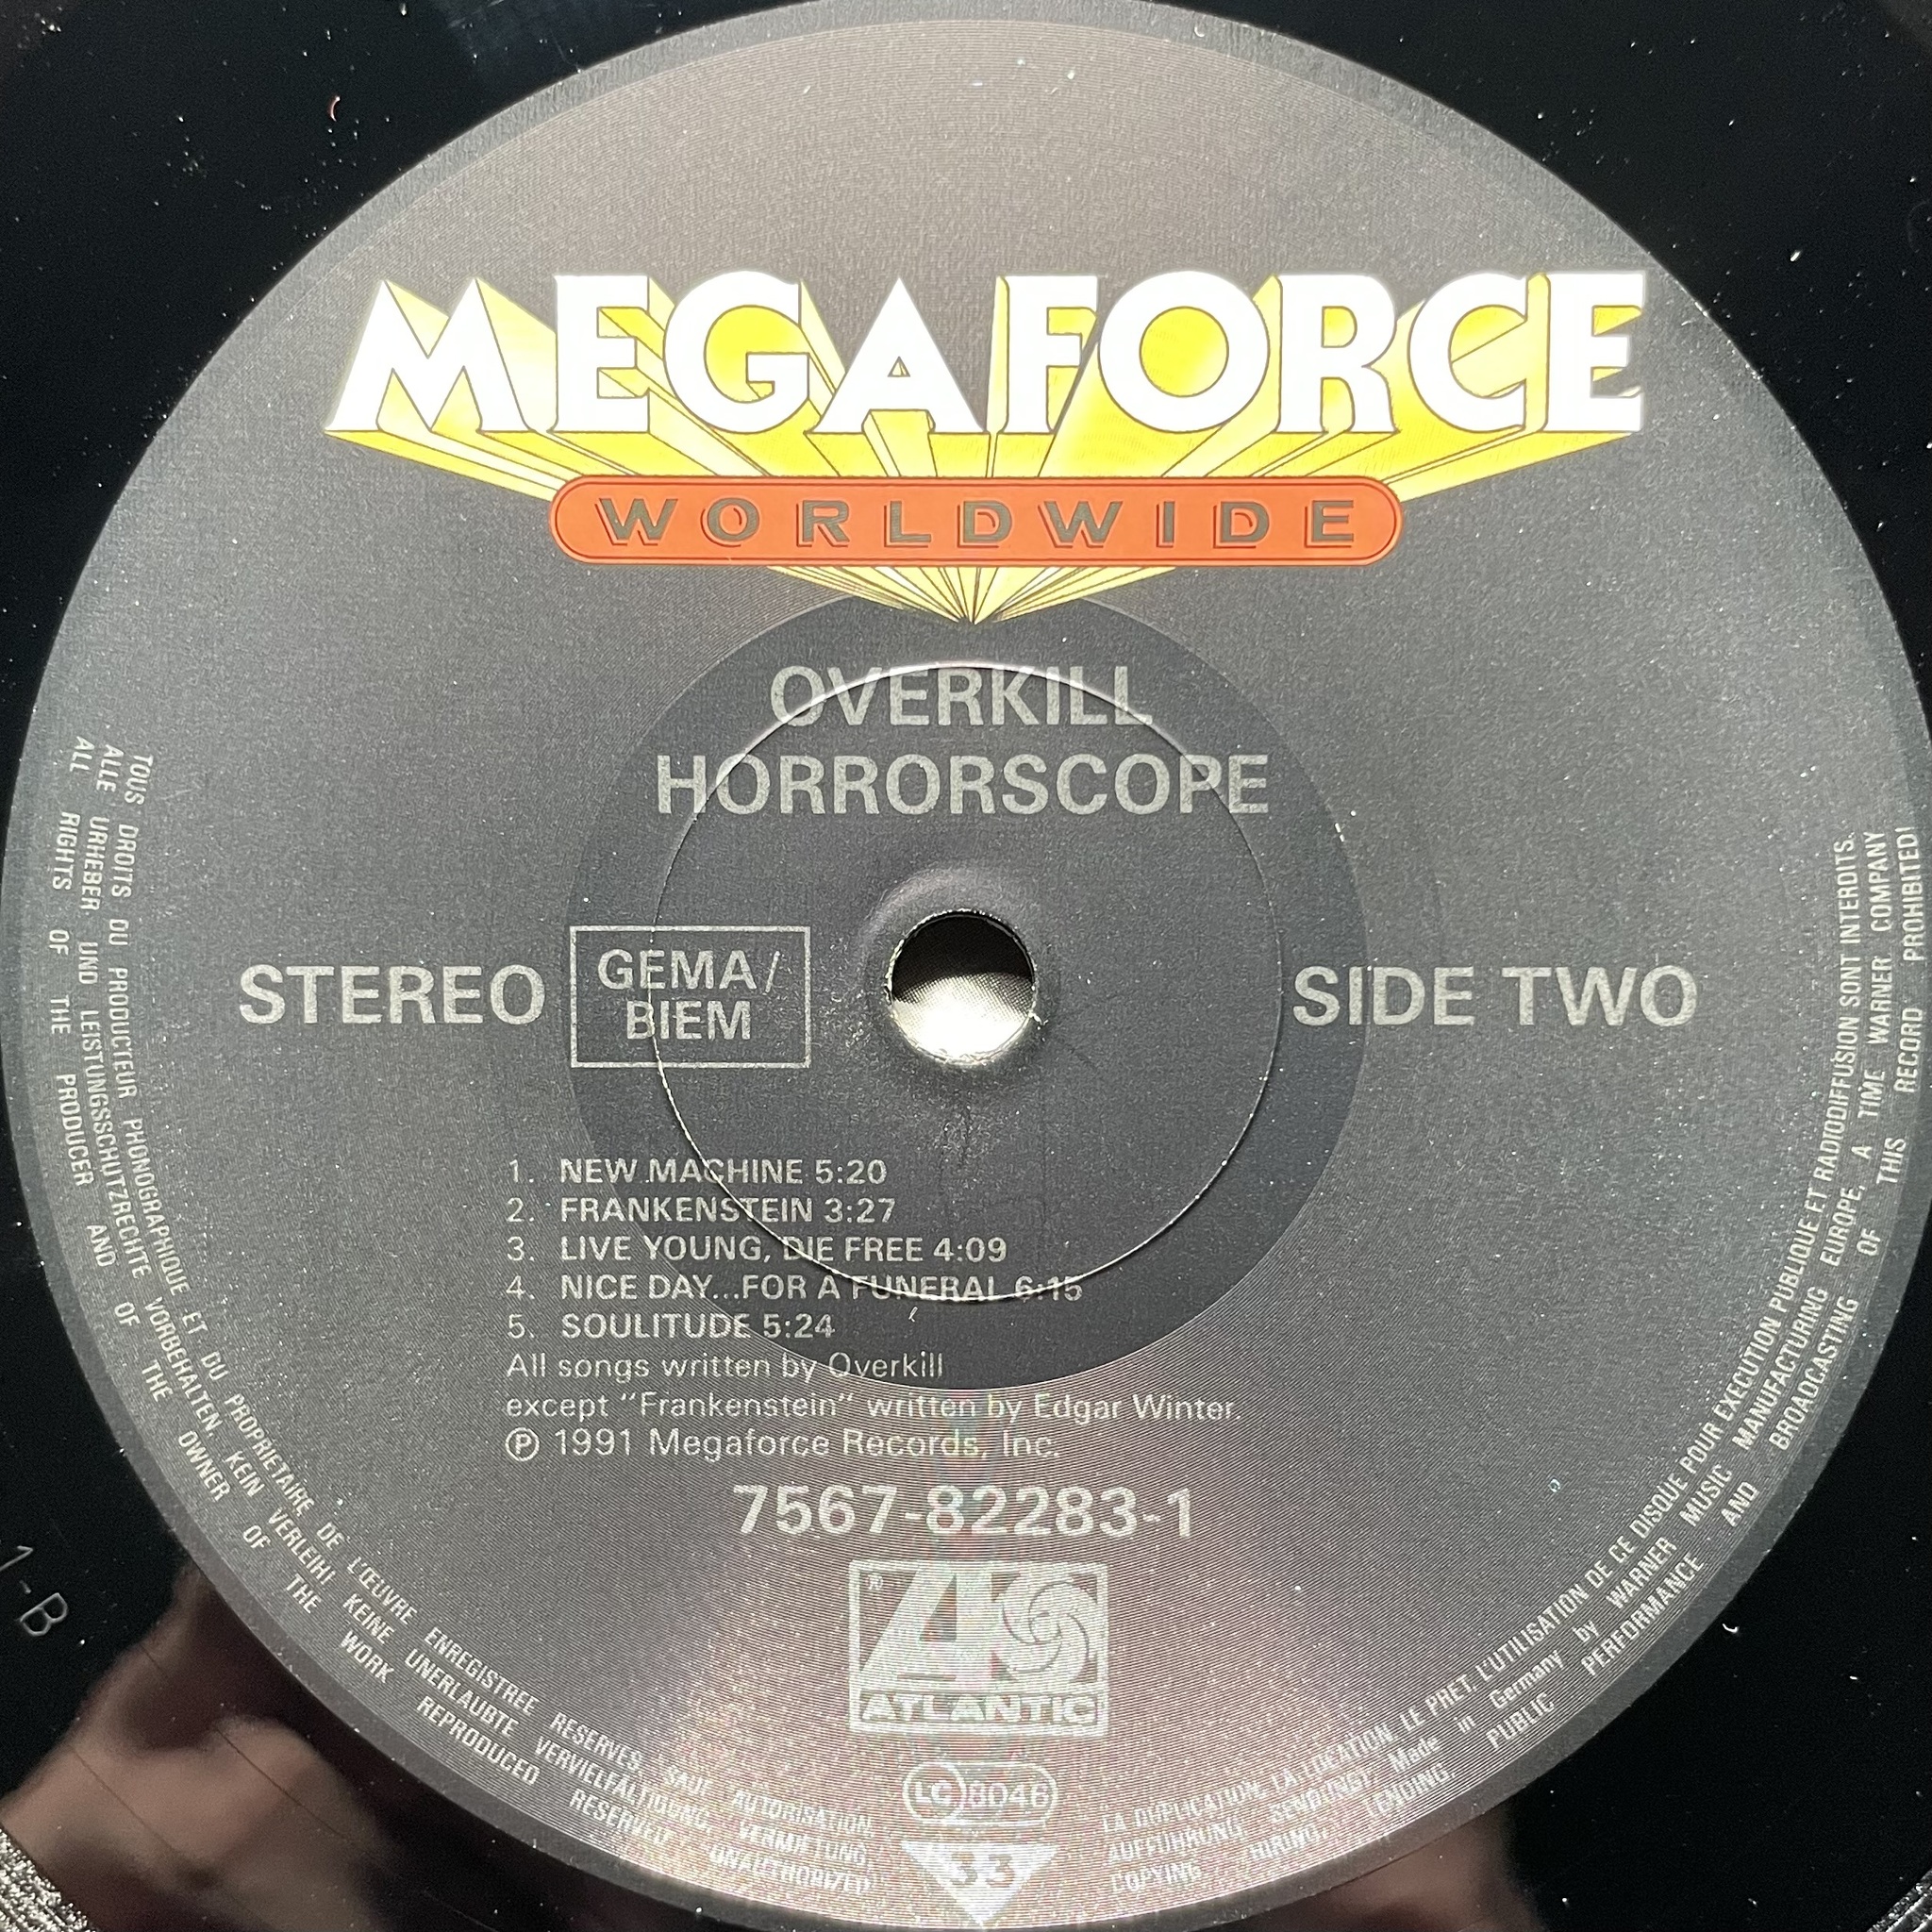 MEGAFORCE
WORLDWIDE
OVERKILL
HORRORSCOPE
STEREO
GEMA/
BIEM
SIDE TWO
1. NEW MACHINE 5:20
2. FRANKENSTEIN 3:27
3. LIVE YOUNG, DIE FREE 4:09
4. NICE DAY...FOR A FUNERAL 6:15
5. SOULITUDE 5:24
All songs written by Overkill
except "Frankenstein" written by Edgar Winter.
℗ 1991 Megaforce Records, Inc.
7567-82283-1
®
ATLANTIC
LC 8046
33
TOUS DROITS DU PRODUCTEUR PHONOGRAPHIQUE ET DU PROPRIETAIRE DE L'ŒUVRE ENREGISTREE RESERVES. SAUF AUTORISATION, LA DUPLICATION, LA LOCATION, LE PRET, L'UTILISATION DE CE DISQUE POUR EXECUTION PUBLIQUE ET RADIODIFFUSION SONT INTERDITS.
ALLE URHEBER UND LEISTUNGSSCHUTZRECHTE VORBEHALTEN. KEIN VERLEIH! KEINE UNERLAUBTE VERVIELFÄLTIGUNG, VERMIETUNG, AUFFÜHRUNG, SENDUNG! Made in Germany by WARNER MUSIC MANUFACTURING EUROPE, A TIME WARNER COMPANY
ALL RIGHTS OF THE PRODUCER AND OF THE OWNER OF THE WORK REPRODUCED RESERVED UNAUTHORIZED COPYING, HIRING, LENDING, PUBLIC PERFORMANCE AND BROADCASTING OF THIS RECORD PROHIBITED!
1-B